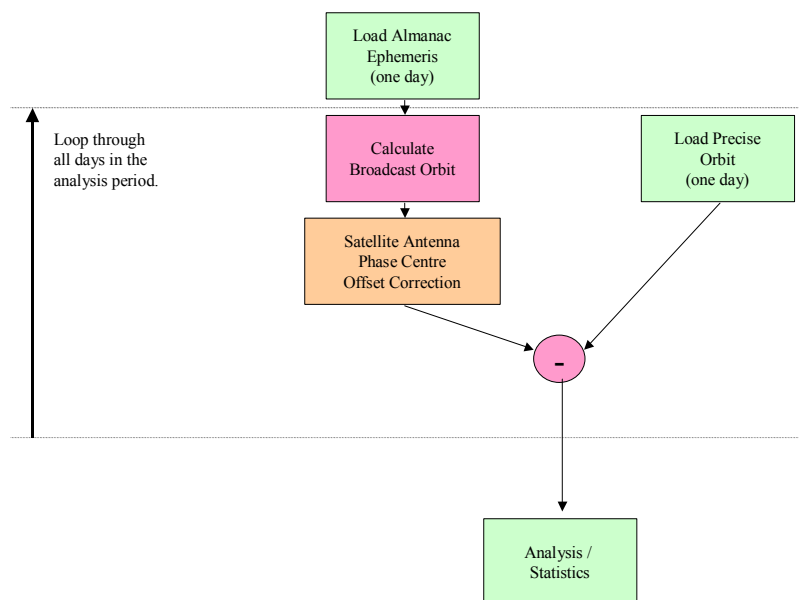 Load Almanac
Ephemeris
(one day)
Loop through
all days in the
analysis period.
Calculate
Broadcast Orbit
Load Precise
Orbit
(one day)
Satellite Antenna
Phase Centre
Offset Correction
-
Analysis /
Statistics